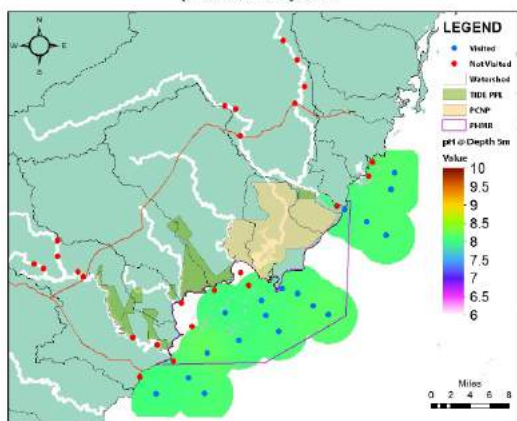 N
W E
S
LEGEND
Visited
Not Visited
Watershed
TIDE PPL
PCNP
PHMR
pH @ Depth 5m
Value
10
9.5
9
8.5
8
7.5
7
6.5
6
Miles
0 2 4 8